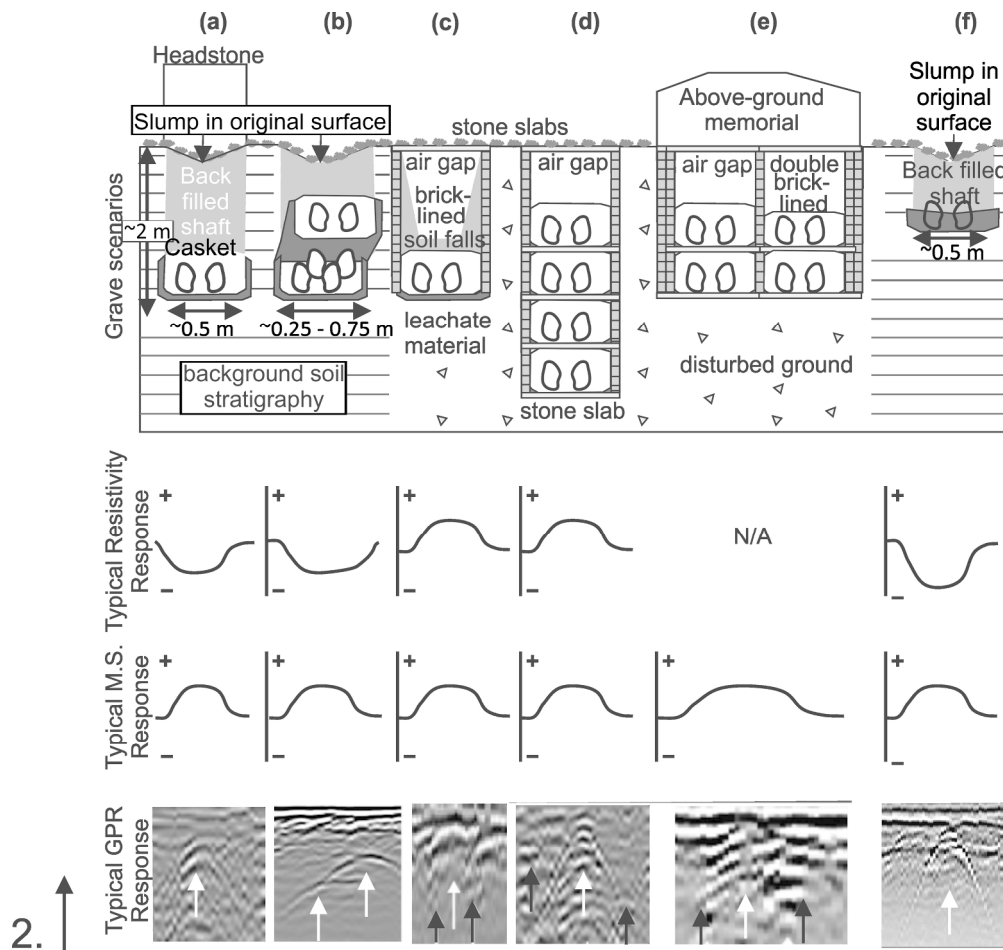 (a) (b) (c) (d) (e) (f)
Headstone
Slump in original surface
stone slabs
Above-ground
memorial
Slump in
original
surface
Grave scenarios
~2 m
Back
filled
shaft
Casket
~0.5 m
~0.25 - 0.75 m
background soil
stratigraphy
air gap
brick-
lined
soil falls
leachate
material
air gap
stone slab
air gap
double
brick-
lined
disturbed ground
Back filled
shaft
~0.5 m
Typical Resistivity
Response
+
−
+
−
+
−
+
−
N/A
+
−
Typical M.S.
Response
+
−
+
−
+
−
+
−
+
−
+
−
Typical GPR
Response
2.